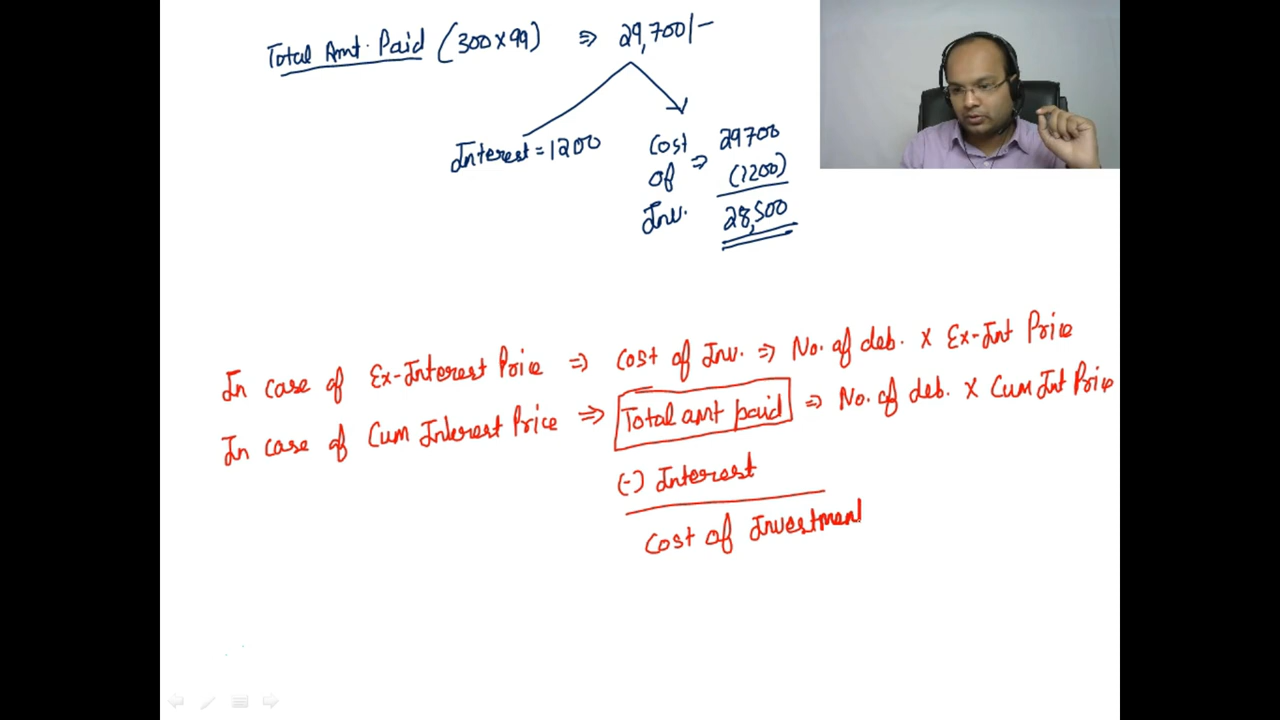 Total Amt. Paid (300×99) ⇒ 29,700/-
Interest = 1200
Cost of Inv. ⇒ 29700
(1200)
28,500
In case of Ex-Interest Price ⇒ Cost of Inv. ⇒ No. of deb. × Ex-Int Price
In case of Cum Interest Price ⇒ Total amt paid ⇒ No. of deb. × Cum Int Price
(-) Interest
Cost of Investment